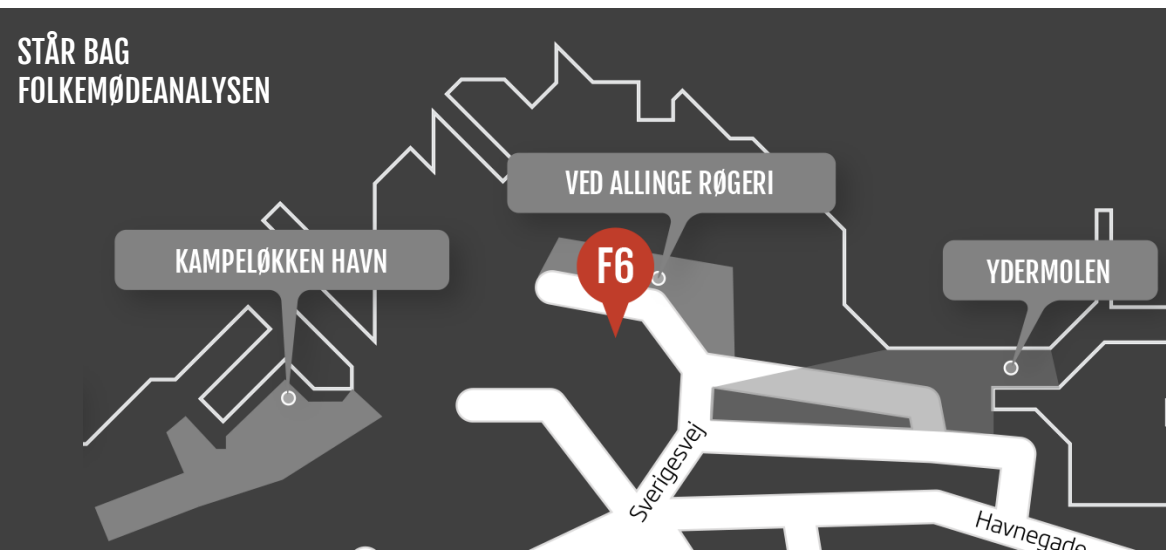 STÅR BAG
FOLKEMØDEANALYSEN
VED ALLINGE RØGERI
KAMPELØKKEN HAVN
F6
YDERMOLEN
Sverigesvej
Havnegade